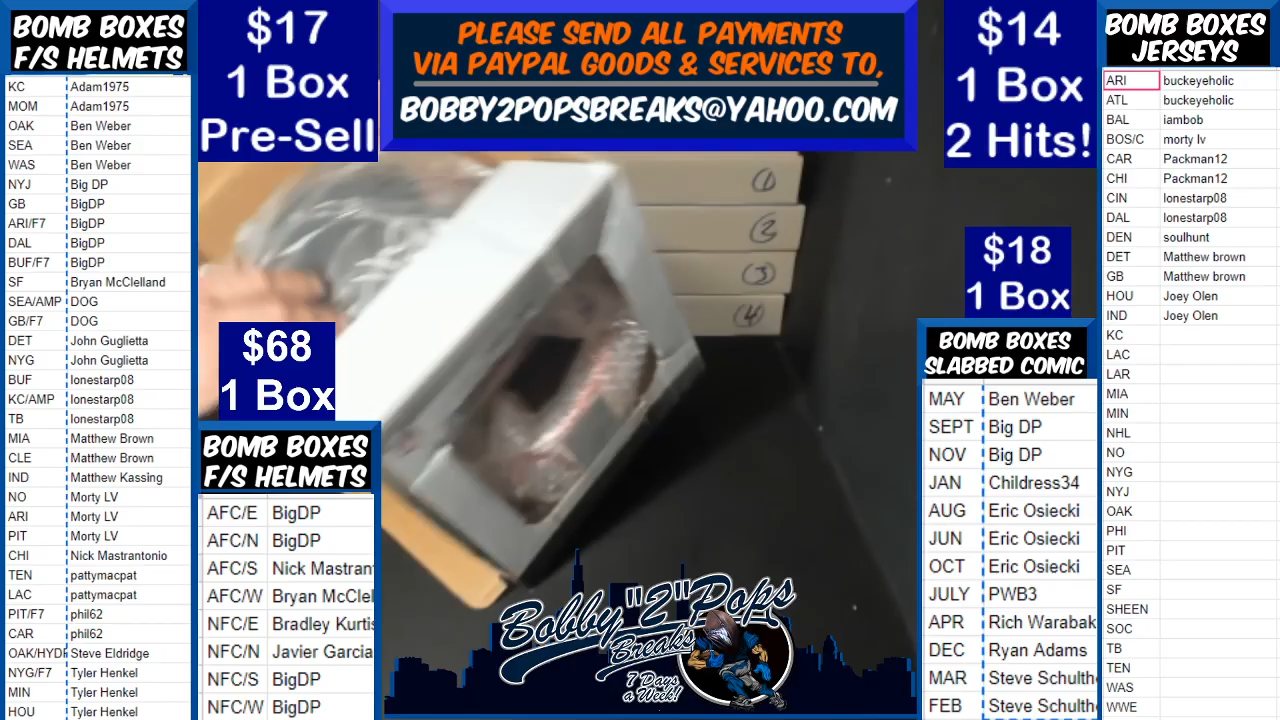 BOMB BOXES
F/S HELMETS
KC Adam1975
MOM Adam1975
OAK Ben Weber
SEA Ben Weber
WAS Ben Weber
NYJ Big DP
GB BigDP
ARI/F7 BigDP
DAL BigDP
BUF/F7 BigDP
SF Bryan McClelland
SEA/AMP DOG
GB/F7 DOG
DET John Guglietta
NYG John Guglietta
BUF lonestarp08
KC/AMP lonestarp08
TB lonestarp08
MIA Matthew Brown
CLE Matthew Brown
IND Matthew Kassing
NO Morty LV
ARI Morty LV
PIT Morty LV
CHI Nick Mastrantonio
TEN pattymacpat
LAC pattymacpat
PIT/F7 phil62
CAR phil62
OAK/HYDR Steve Eldridge
NYG/F7 Tyler Henkel
MIN Tyler Henkel
HOU Tyler Henkel
$17
1 Box
Pre-Sell
$68
1 Box
BOMB BOXES
F/S HELMETS
AFC/E BigDP
AFC/N BigDP
AFC/S Nick Mastran
AFC/W Bryan McClel
NFC/E Bradley Kurtis
NFC/N Javier Garcia
NFC/S BigDP
NFC/W BigDP
PLEASE SEND ALL PAYMENTS
VIA PAYPAL GOODS & SERVICES TO,
BOBBY2POPSBREAKS@YAHOO.COM
1
2
3
4
Bobby "2" Pops
Breaks
7 Days
a Week!
$14
1 Box
2 Hits!
$18
1 Box
BOMB BOXES
SLABBED COMIC
MAY Ben Weber
SEPT Big DP
NOV Big DP
JAN Childress34
AUG Eric Osiecki
JUN Eric Osiecki
OCT Eric Osiecki
JULY PWB3
APR Rich Warabak
DEC Ryan Adams
MAR Steve Schulth
FEB Steve Schulth
BOMB BOXES
JERSEYS
ARI buckeyeholic
ATL buckeyeholic
BAL iambob
BOS/C morty lv
CAR Packman12
CHI Packman12
CIN lonestarp08
DAL lonestarp08
DEN soulhunt
DET Matthew brown
GB Matthew brown
HOU Joey Olen
IND Joey Olen
KC
LAC
LAR
MIA
MIN
NHL
NO
NYG
NYJ
OAK
PHI
PIT
SEA
SF
SHEEN
SOC
TB
TEN
WAS
WWE